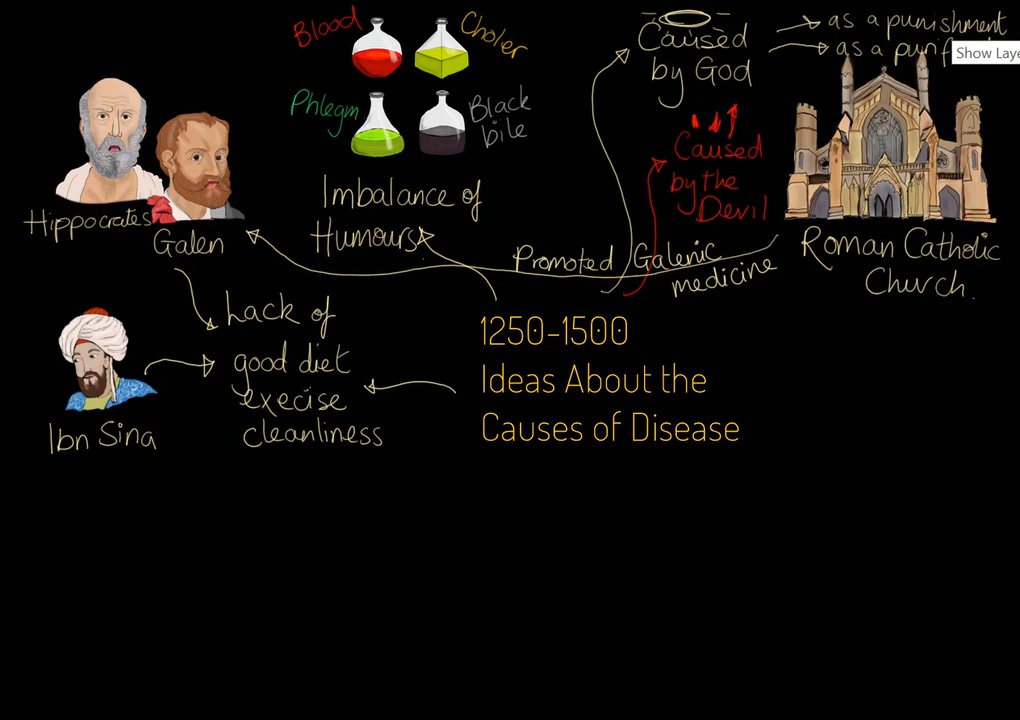 Blood
Choler
Phlegm
Black
bile
Imbalance of
Humours.
Hippocrates
Galen
Caused
by God
as a punishment
as a
Show Laye
Caused
by the
Devil
Roman Catholic
Church.
Promoted Galenic
medicine
Lack of
good diet
execise
cleanliness
Ibn Sina
1250-1500
Ideas About the
Causes of Disease